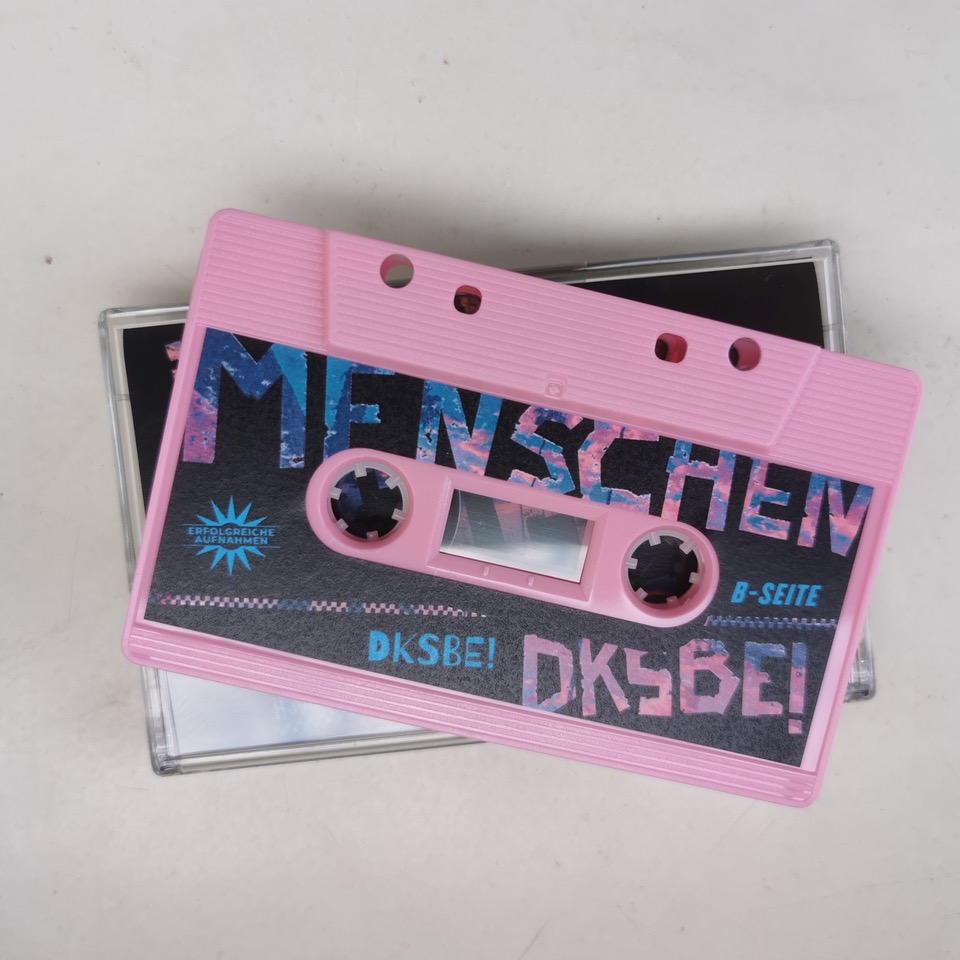 MENSCHEN
ERFOLGREICHE
AUFNAHMEN
B-SEITE
DKSBE! DKSBE!